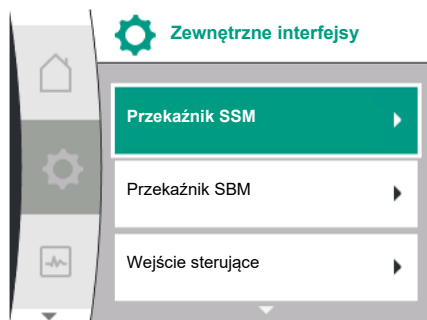 Zewnętrzne interfejsy
Przekaźnik SSM
Przekaźnik SBM
Wejście sterujące